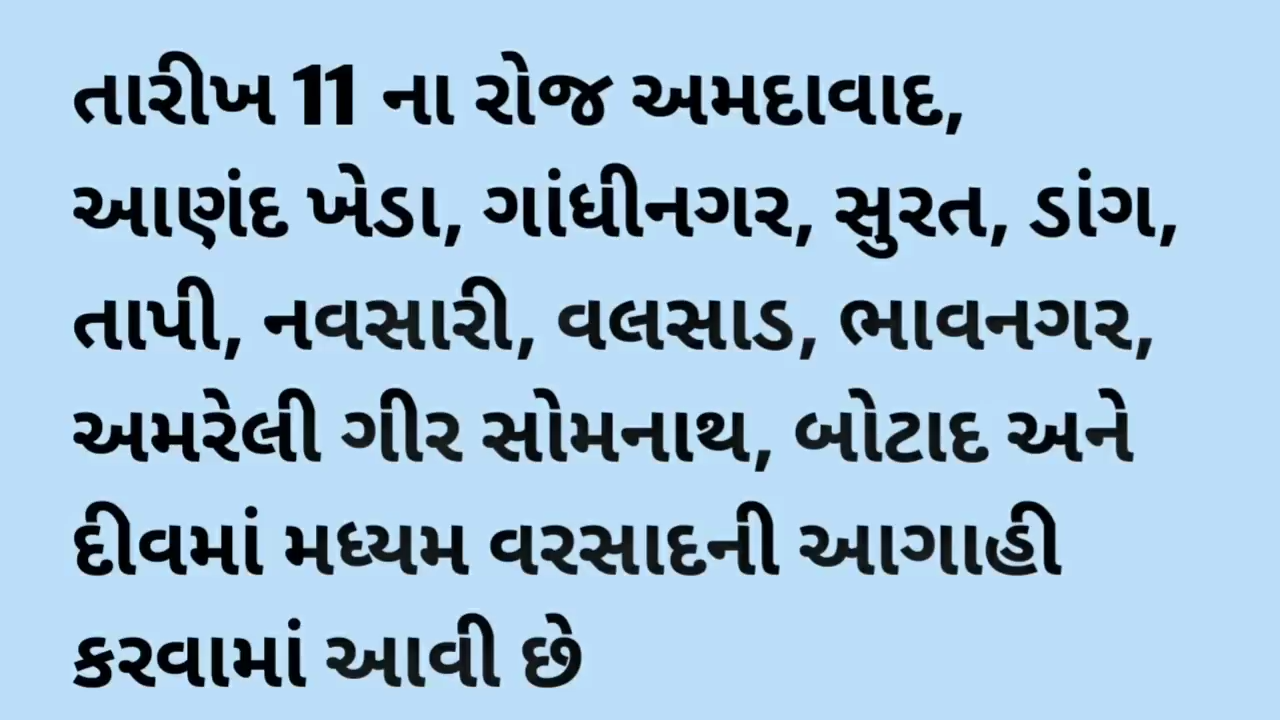 તારીખ 11 ના રોજ અમદાવાદ,
આણંદ ખેડા, ગાંધીનગર, સુરત, ડાંગ,
તાપી, નવસારી, વલસાડ, ભાવનગર,
અમરેલી ગીર સોમનાથ, બોટાદ અને
દીવમાં મધ્યમ વરસાદની આગાહી
કરવામાં આવી છે